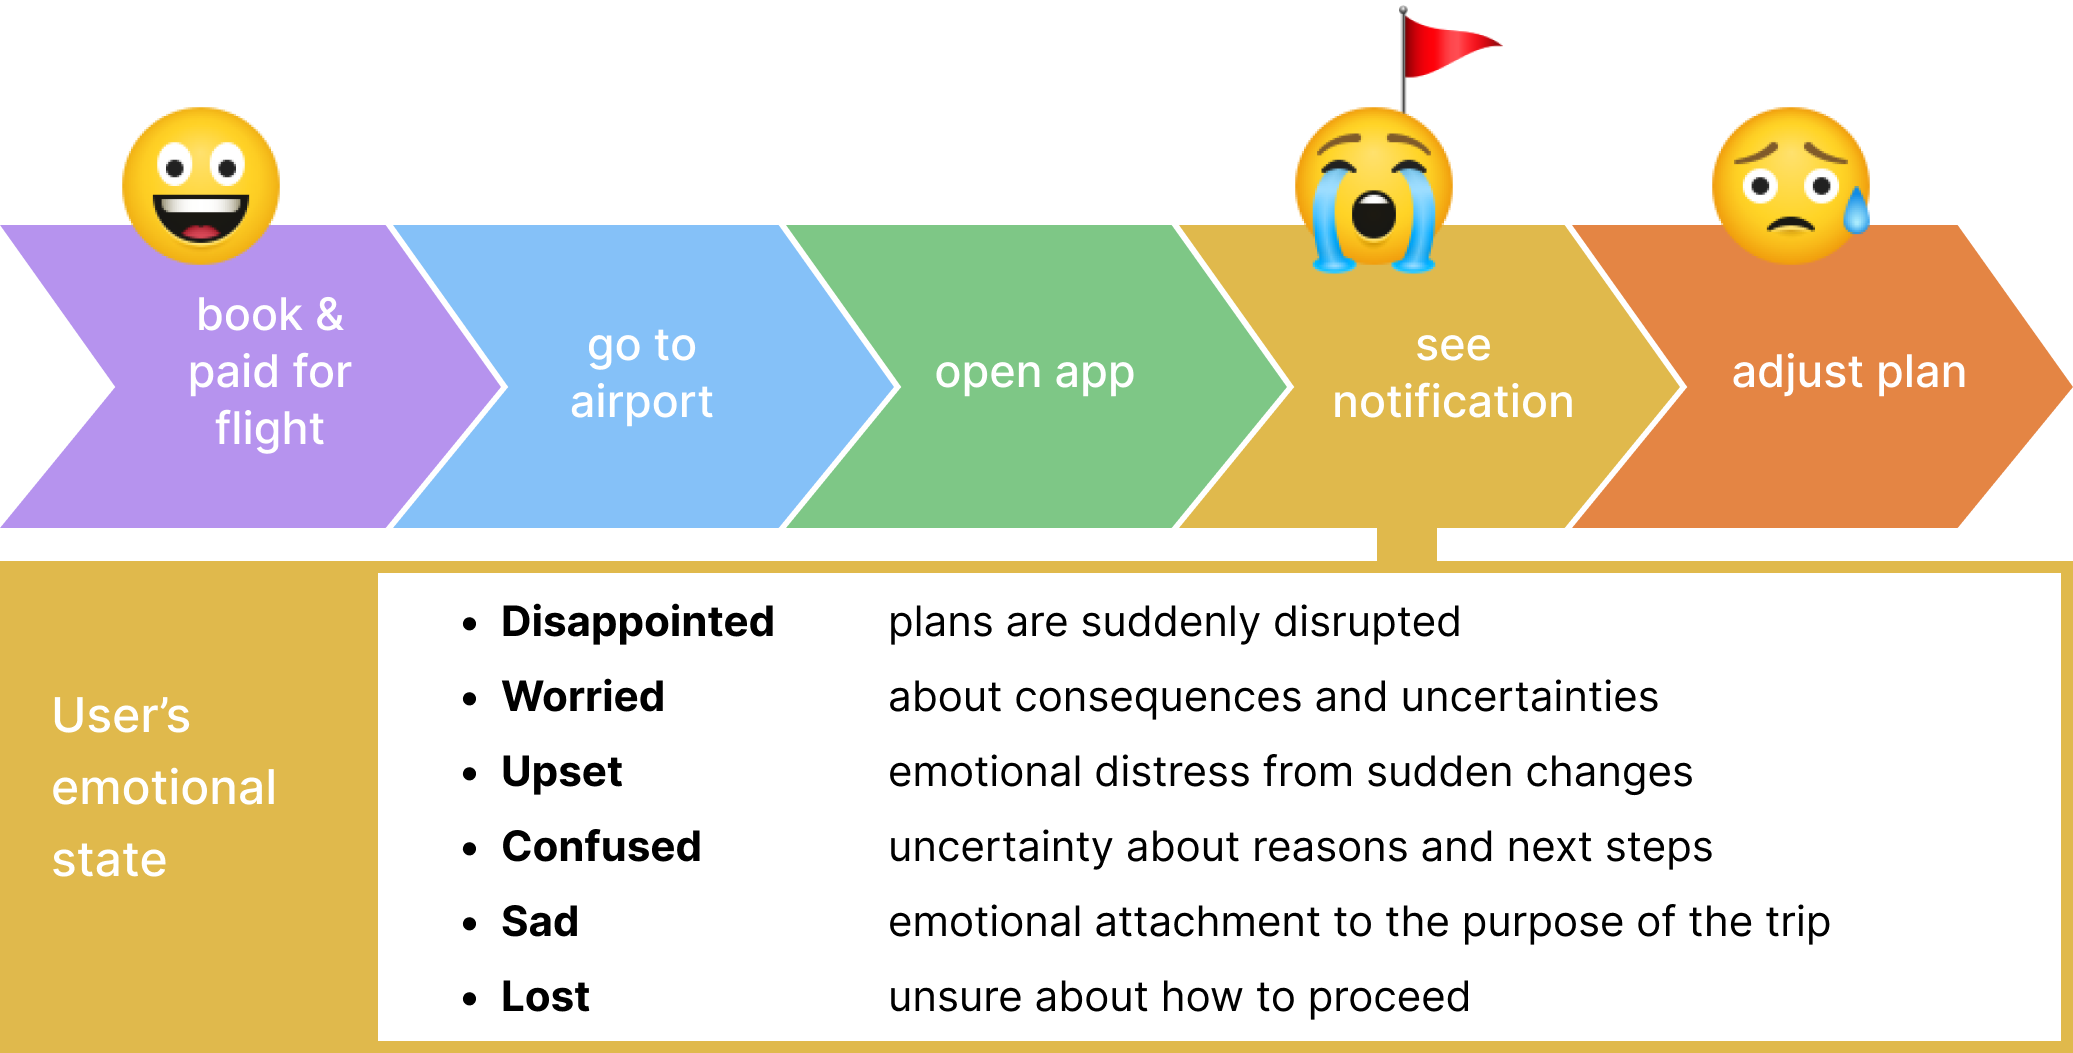 book &
paid for
flight
go to
airport
open app
see
notification
adjust plan
User’s
emotional
state
• Disappointed plans are suddenly disrupted
• Worried about consequences and uncertainties
• Upset emotional distress from sudden changes
• Confused uncertainty about reasons and next steps
• Sad emotional attachment to the purpose of the trip
• Lost unsure about how to proceed